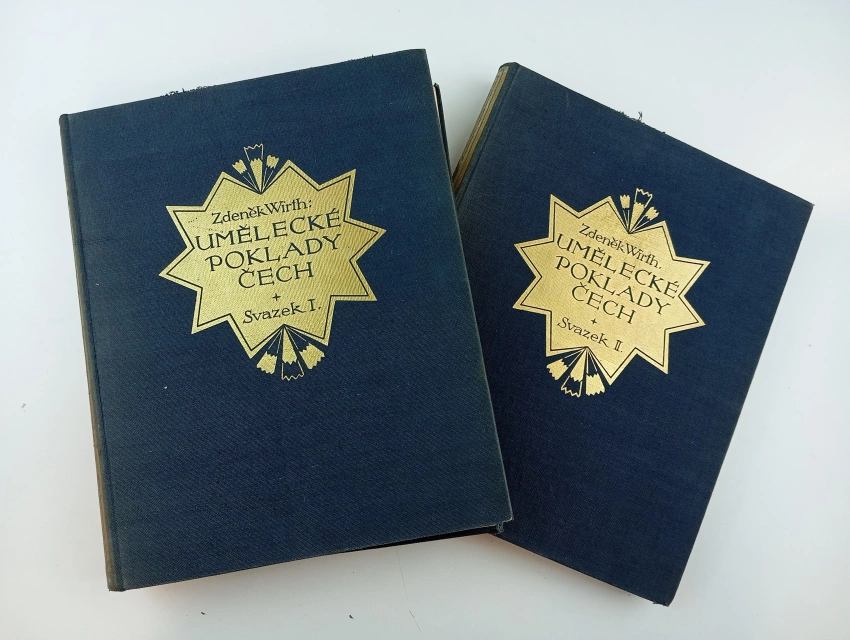 Zdeněk Wirth:
UMĚLECKÉ
POKLADY
ČECH
+
Svazek I.
Zdeněk Wirth.
UMĚLECKÉ
POKLADY
ČECH
+
Svazek II.